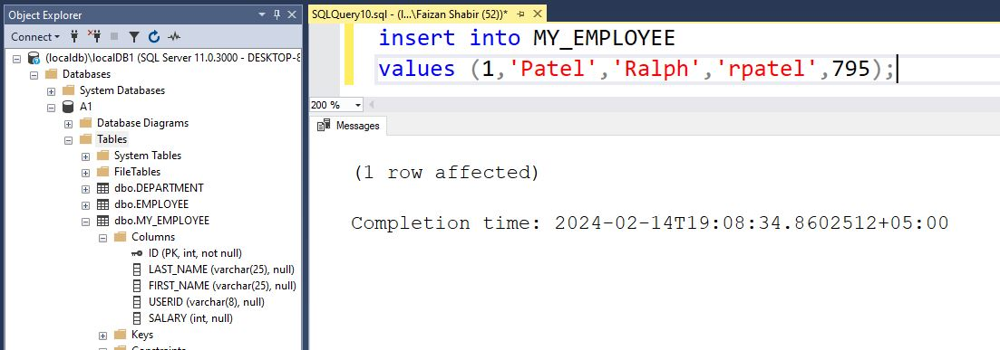 Object Explorer
Connect
(localdb)\localDB1 (SQL Server 11.0.3000 - DESKTOP-8
Databases
System Databases
A1
Database Diagrams
Tables
System Tables
FileTables
dbo.DEPARTMENT
dbo.EMPLOYEE
dbo.MY_EMPLOYEE
Columns
ID (PK, int, not null)
LAST_NAME (varchar(25), null)
FIRST_NAME (varchar(25), null)
USERID (varchar(8), null)
SALARY (int, null)
Keys
Constraints
SQLQuery10.sql - (l...\Faizan Shabir (52))*
insert into MY_EMPLOYEE
values (1,'Patel','Ralph','rpatel',795);
200 %
Messages
(1 row affected)
Completion time: 2024-02-14T19:08:34.8602512+05:00